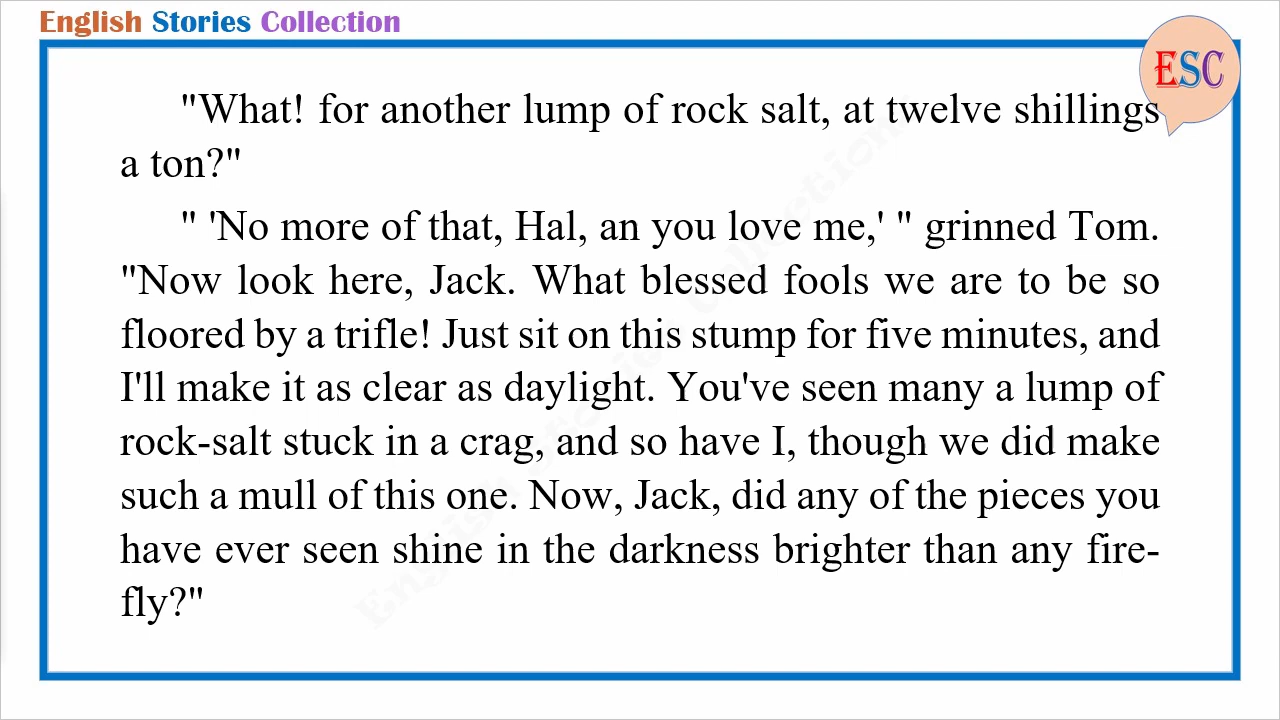 English Stories Collection
ESC
"What! for another lump of rock salt, at twelve shillings
a ton?"
" 'No more of that, Hal, an you love me,' " grinned Tom.
"Now look here, Jack. What blessed fools we are to be so
floored by a trifle! Just sit on this stump for five minutes, and
I'll make it as clear as daylight. You've seen many a lump of
rock-salt stuck in a crag, and so have I, though we did make
such a mull of this one. Now, Jack, did any of the pieces you
have ever seen shine in the darkness brighter than any fire-
fly?"
English Stories Collection